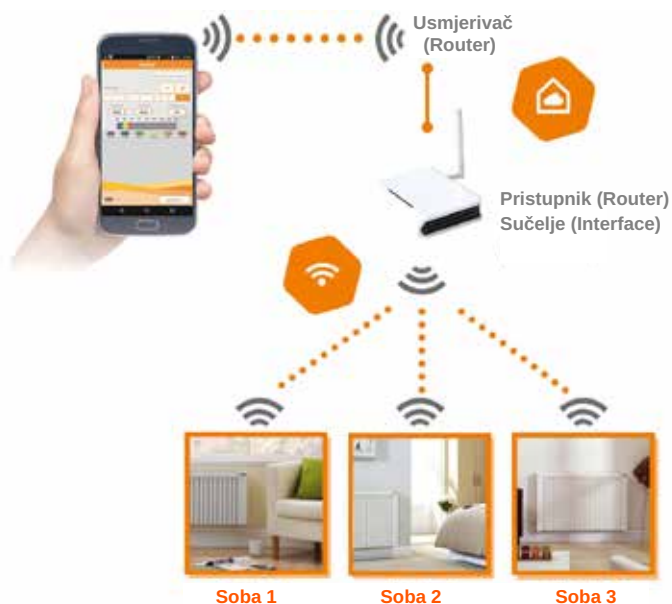 Usmjerivač
(Router)
Pristupnik (Router)
Sučelje (Interface)
Soba 1
Soba 2
Soba 3